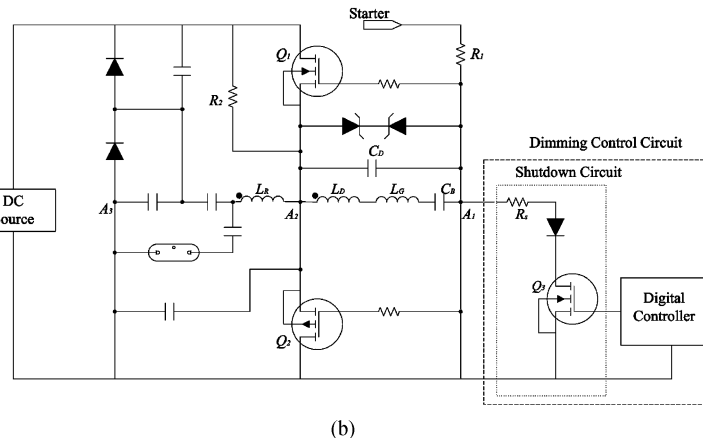 Starter
Q1
R1
R2
Dimming Control Circuit
CD
Shutdown Circuit
DC
ource
A3
LR
A2
LD
LG
CB
A1
Rs
Q3
Digital
Controller
Q2
(b)